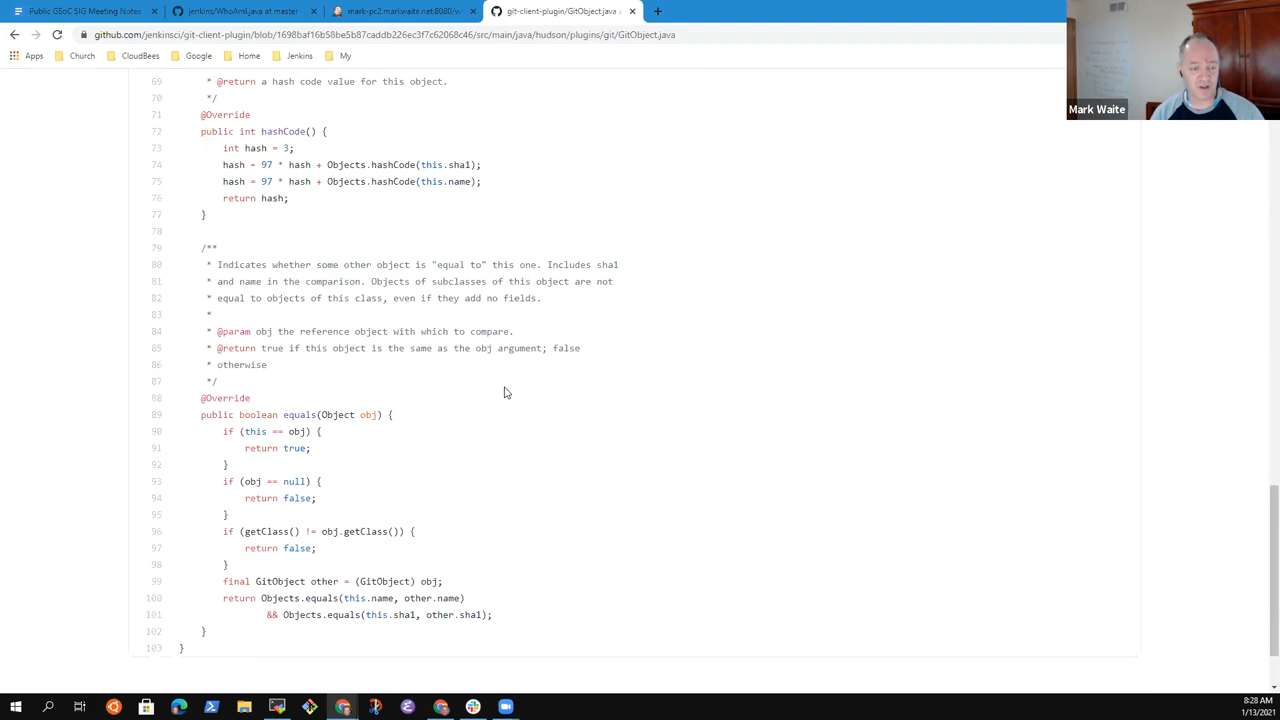 Public GSoC SIG Meeting Notes
jenkins/WhoAmI.java at master ·
mark-pc2.markwaite.net:8080/w
git-client-plugin/GitObject.java
github.com/jenkinsci/git-client-plugin/blob/1698baf16b58be5b87caddb226ec3f7c62068c46/src/main/java/hudson/plugins/git/GitObject.java
Apps
Church
CloudBees
Google
Home
Jenkins
My
Mark Waite
69 * @return a hash code value for this object.
70 */
71 @Override
72 public int hashCode() {
73 int hash = 3;
74 hash = 97 * hash + Objects.hashCode(this.sha1);
75 hash = 97 * hash + Objects.hashCode(this.name);
76 return hash;
77 }
78
79 /**
80 * Indicates whether some other object is "equal to" this one. Includes sha1
81 * and name in the comparison. Objects of subclasses of this object are not
82 * equal to objects of this class, even if they add no fields.
83 *
84 * @param obj the reference object with which to compare.
85 * @return true if this object is the same as the obj argument; false
86 * otherwise
87 */
88 @Override
89 public boolean equals(Object obj) {
90 if (this == obj) {
91 return true;
92 }
93 if (obj == null) {
94 return false;
95 }
96 if (getClass() != obj.getClass()) {
97 return false;
98 }
99 final GitObject other = (GitObject) obj;
100 return Objects.equals(this.name, other.name)
101 && Objects.equals(this.sha1, other.sha1);
102 }
103 }
8:28 AM
1/13/2021